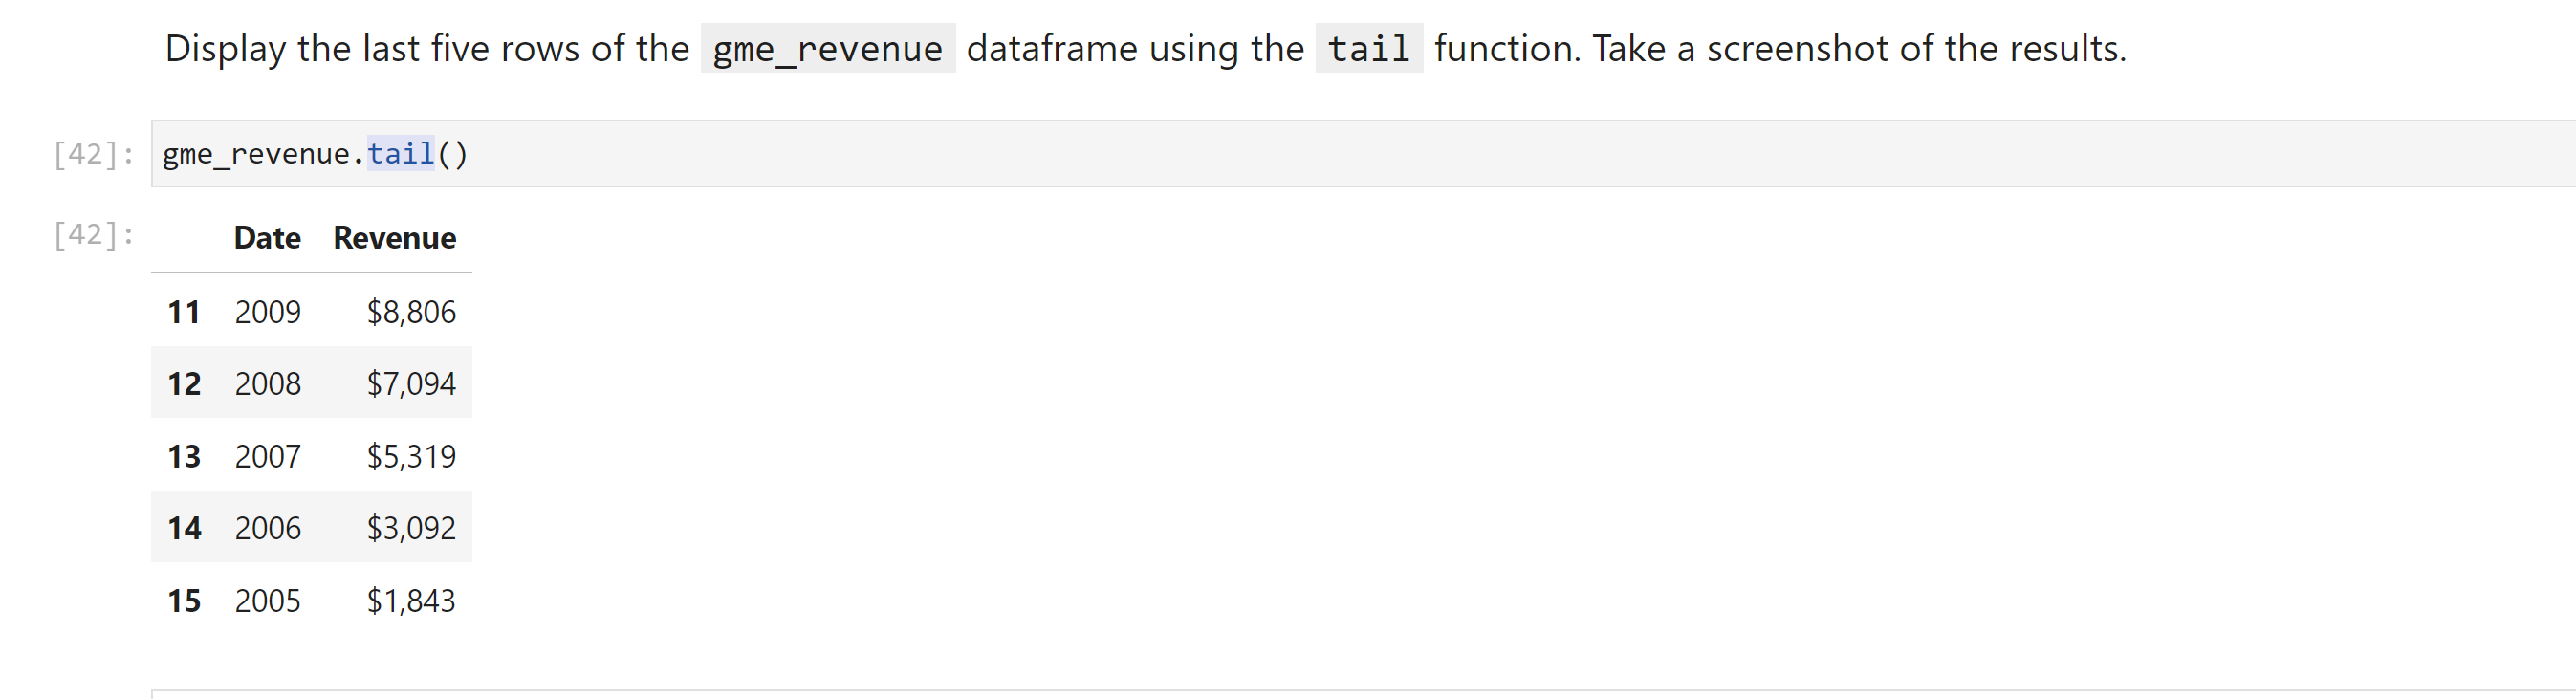 Display the last five rows of the gme_revenue dataframe using the tail function. Take a screenshot of the results.
[42]: gme_revenue.tail()
[42]: Date Revenue
11 2009 $8,806
12 2008 $7,094
13 2007 $5,319
14 2006 $3,092
15 2005 $1,843